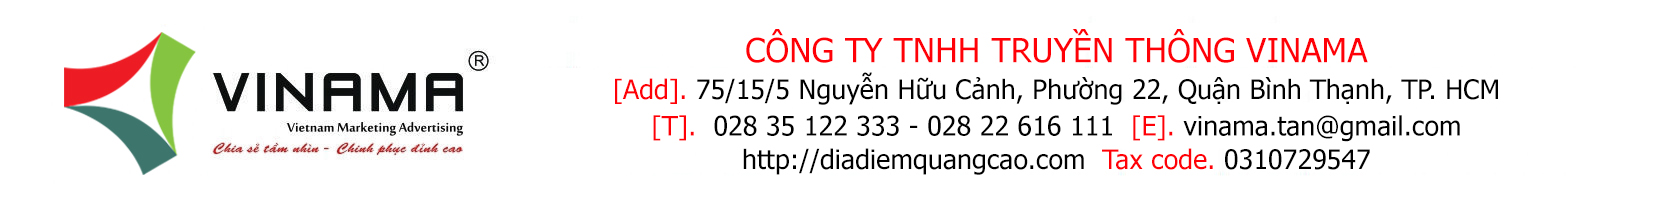 VINAMA®
Vietnam Marketing Advertising
Chia sẻ tầm nhìn - Chinh phục đỉnh cao
CÔNG TY TNHH TRUYỀN THÔNG VINAMA
[Add]. 75/15/5 Nguyễn Hữu Cảnh, Phường 22, Quận Bình Thạnh, TP. HCM
[T]. 028 35 122 333 - 028 22 616 111 [E]. vinama.tan@gmail.com
http://diadiemquangcao.com Tax code. 0310729547